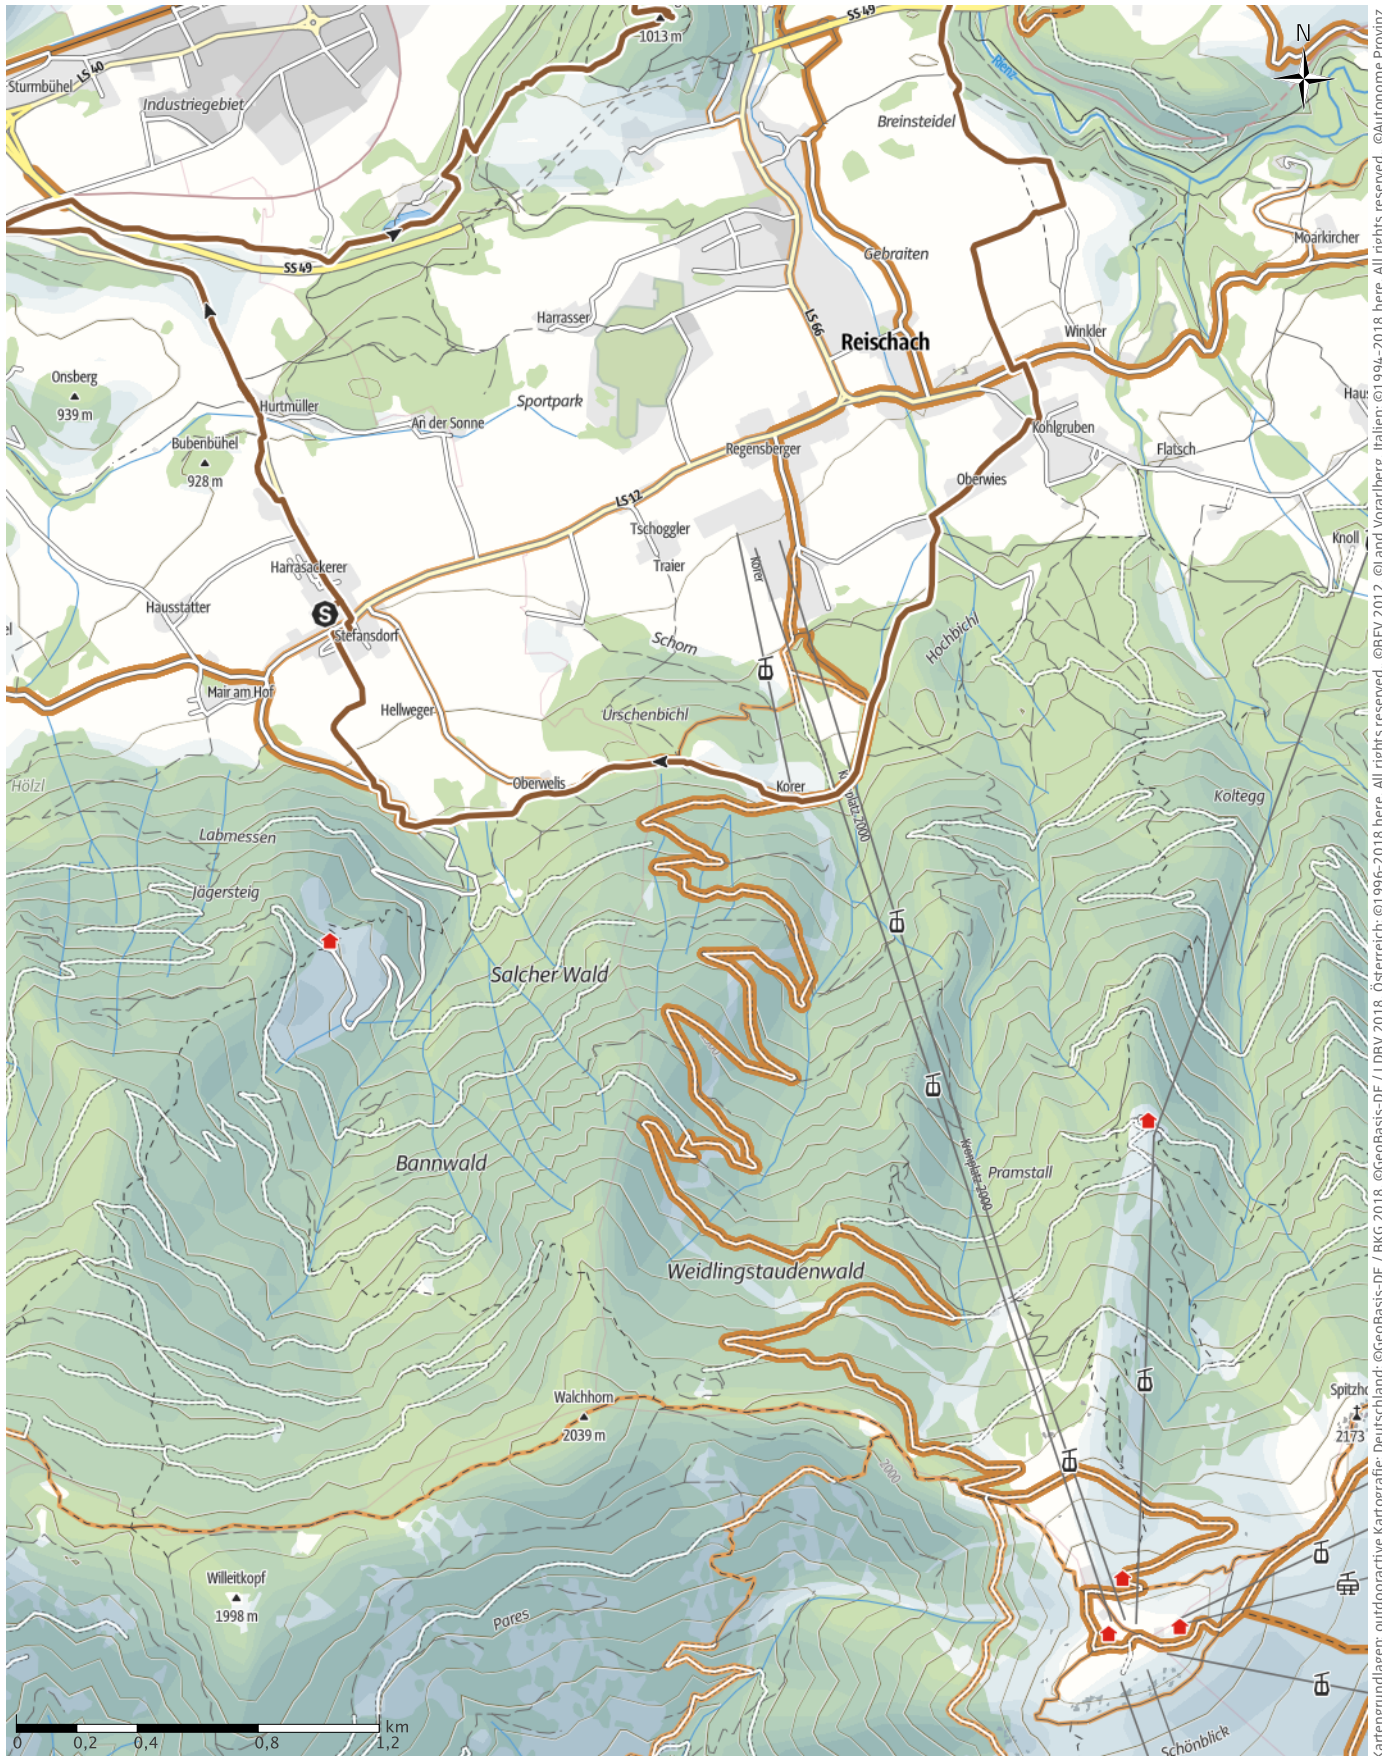 SS 49
N
1013 m
LS 40
Sturmbühel
Industriegebiet
Rienz
Breinsteidel
Moarkircher
Gebraiten
SS 49
Harrasser
LS 66
Reischach
Winkler
Onsberg
939 m
Hurtmüller
An der Sonne
Sportpark
Bubenbühel
928 m
Regensberger
Kohlgruben
Flatsch
Oberwies
LS 12
Tschoggler
Traier
Korer
Knoll
Harrasackerer
Hausstatter
S
Stefansdorf
Schorn
Hochbichl
Mair am Hof
Hellweger
Urschenbichl
Hölzl
Oberwelis
Korer
Kronplatz 2000
Koltegg
Labmessen
Jägersteig
Salcher Wald
Bannwald
Kronplatz 2000
Pramstall
Weidlingstaudenwald
Walchhorn
2039 m
2173
2000
Willeitkopf
1998 m
Pares
Schönblick
km
0 0,2 0,4 0,8 1,2